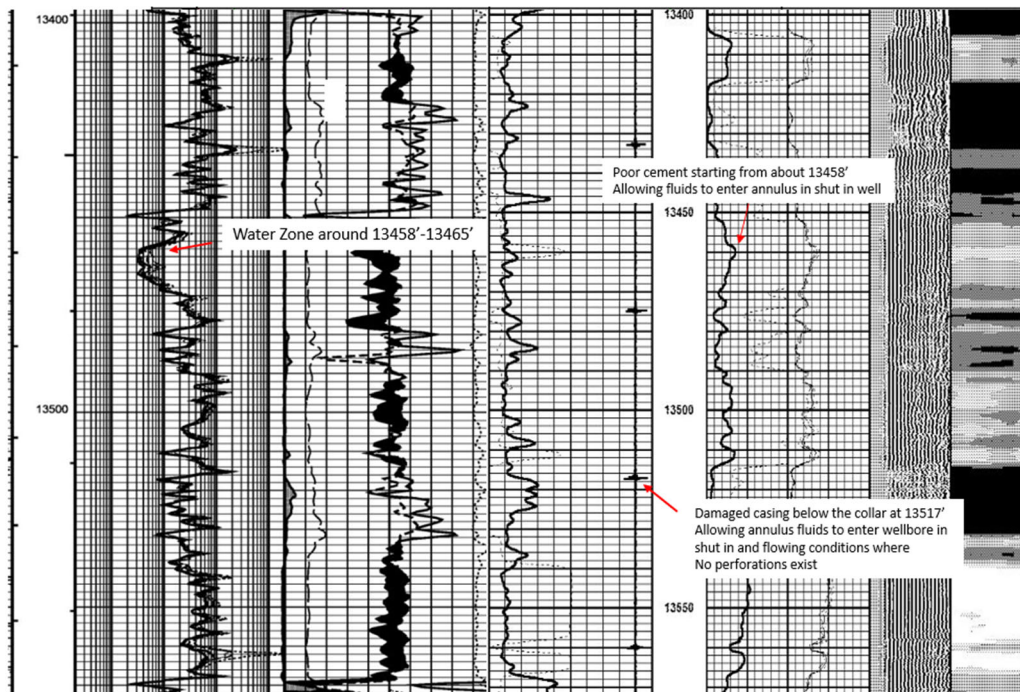 13400
13400
Poor cement starting from about 13458’
Allowing fluids to enter annulus in shut in well
13450
Water Zone around 13458’-13465’
13500
13500
Damaged casing below the collar at 13517’
Allowing annulus fluids to enter wellbore in
shut in and flowing conditions where
No perforations exist
13550